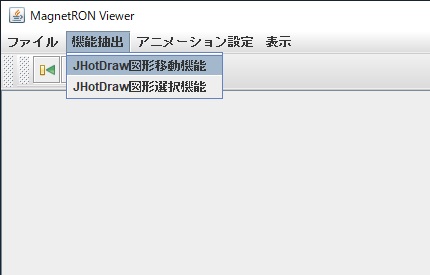 MagnetRON Viewer
ファイル 機能抽出 アニメーション設定 表示
JHotDraw図形移動機能
JHotDraw図形選択機能